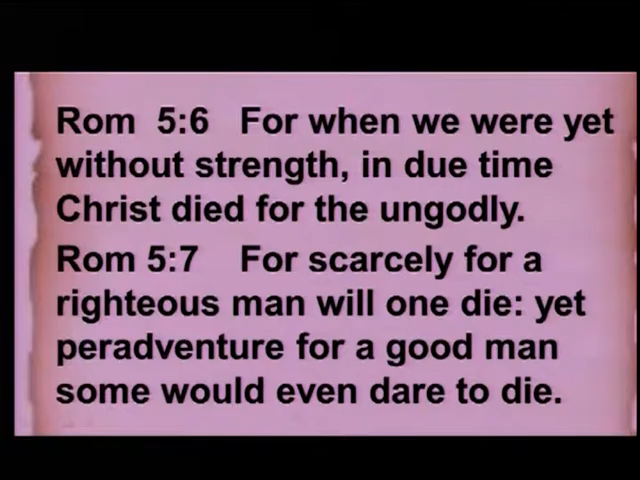 Rom 5:6 For when we were yet
without strength, in due time
Christ died for the ungodly.
Rom 5:7 For scarcely for a
righteous man will one die: yet
peradventure for a good man
some would even dare to die.